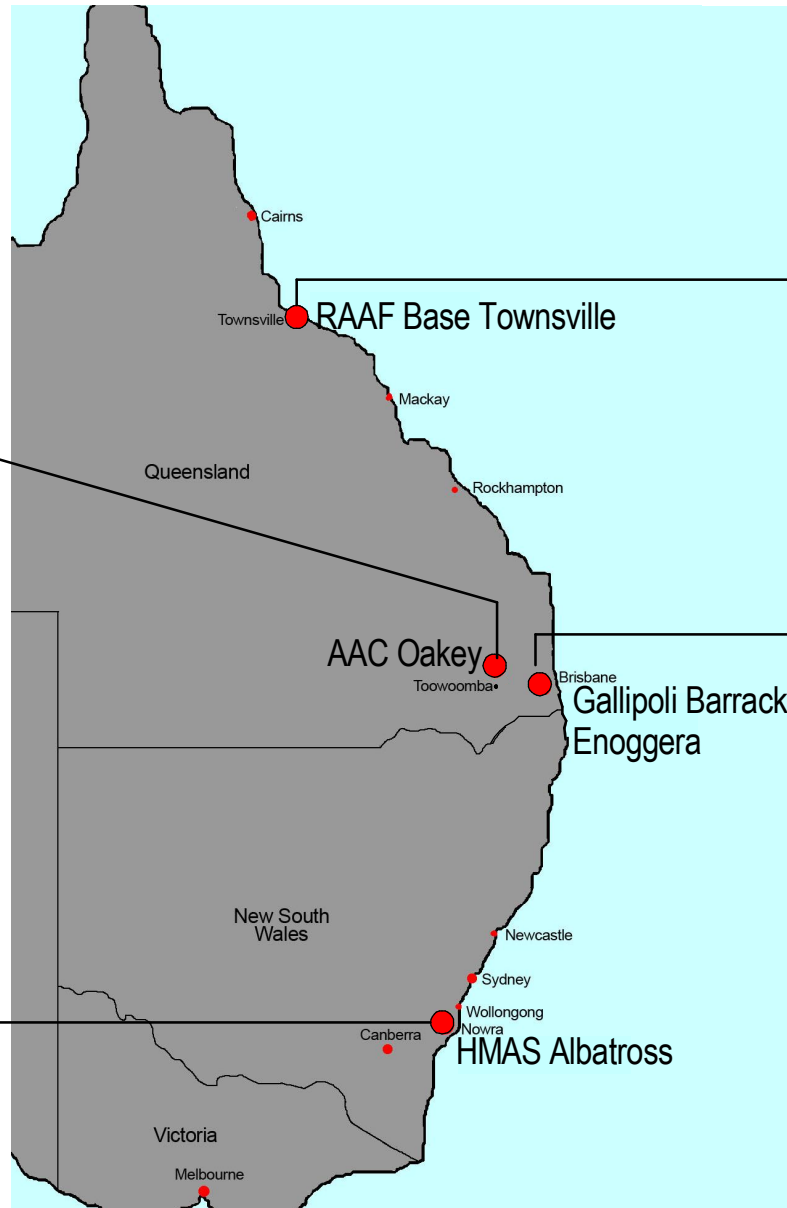 Cairns
Townsville
RAAF Base Townsville
Mackay
Queensland
Rockhampton
AAC Oakey
Toowoomba
Brisbane
Gallipoli Barrack
Enoggera
New South
Wales
Newcastle
Sydney
Wollongong
Nowra
Canberra
HMAS Albatross
Victoria
Melbourne